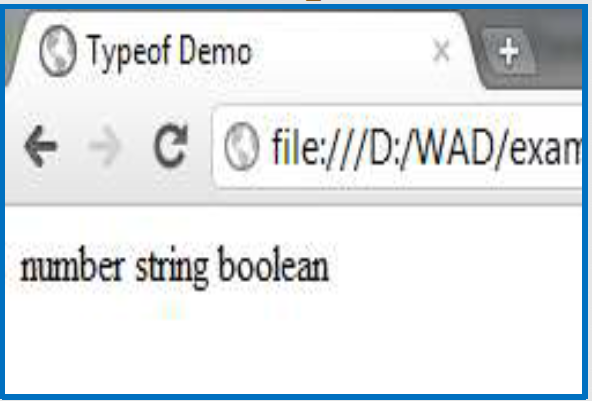 Typeof Demo
file:///D:/WAD/exam
number string boolean